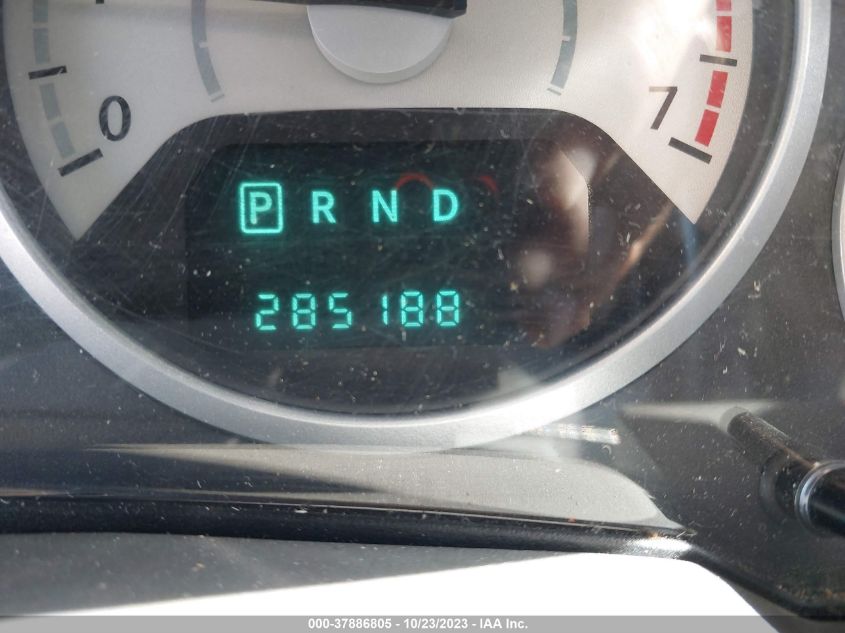 0 7
P R N D
285188
000-37886805 - 10/23/2023 - IAA Inc.